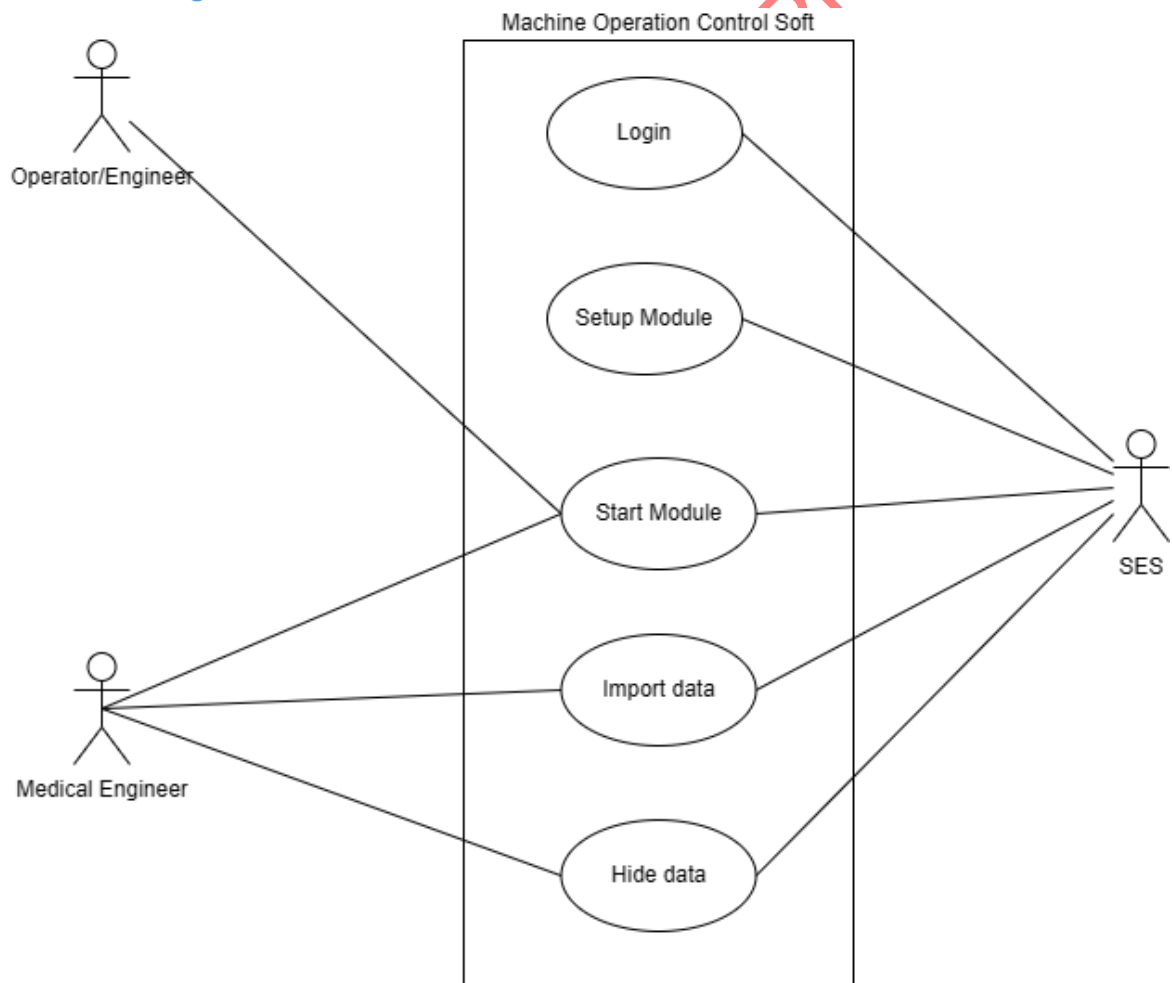 Machine Operation Control Soft
Login
Operator/Engineer
Setup Module
Start Module
SES
Import data
Medical Engineer
Hide data